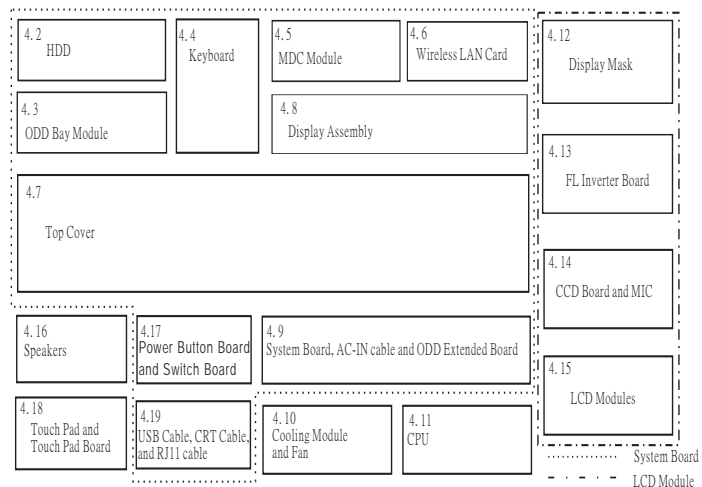 4.2
HDD
4.4
Keyboard
4.5
MDC Module
4.6
Wireless LAN Card
4.12
Display Mask
4.3
ODD Bay Module
4.8
Display Assembly
4.13
FL Inverter Board
4.7
Top Cover
4.14
CCD Board and MIC
4.16
Speakers
4.17
Power Button Board
and Switch Board
4.9
System Board, AC-IN cable and ODD Extended Board
4.15
LCD Modules
4.18
Touch Pad and
Touch Pad Board
4.19
USB Cable, CRT Cable,
and RJ11 cable
4.10
Cooling Module
and Fan
4.11
CPU
System Board
LCD Module